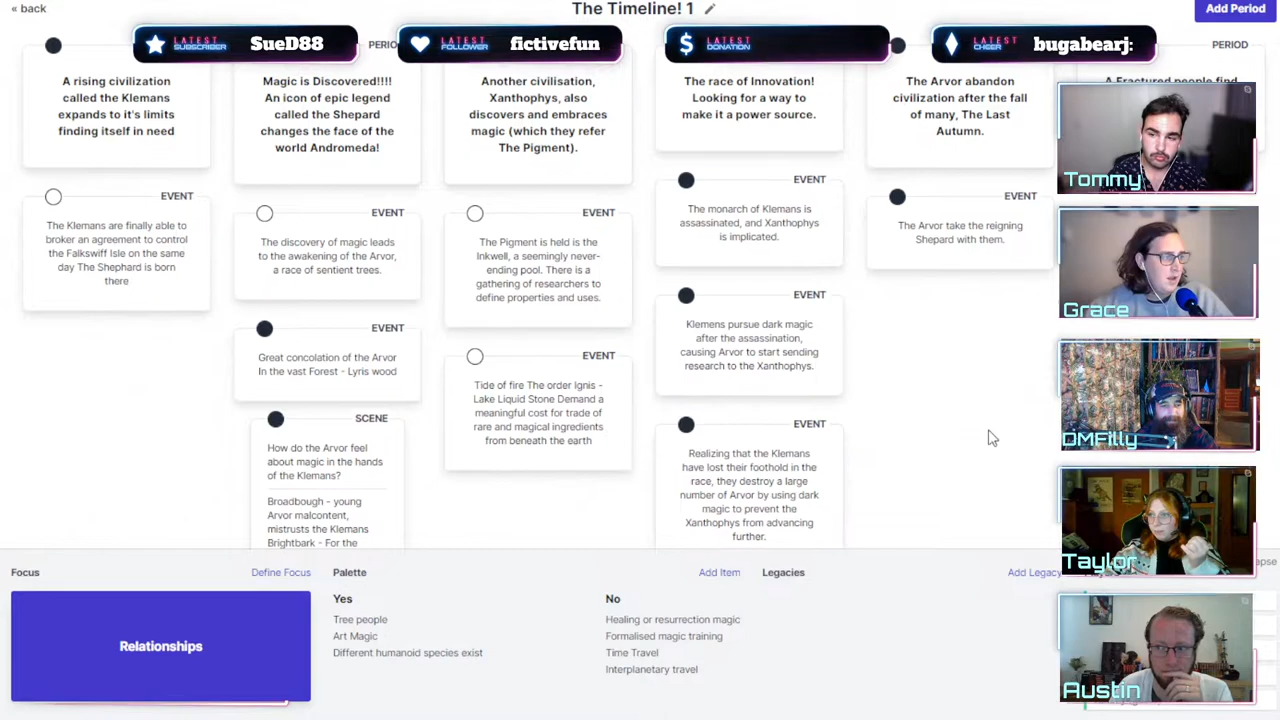 « back
The Timeline! 1
Add Period
LATEST
SUBSCRIBER
SueD88
LATEST
FOLLOWER
fictivefun
LATEST
DONATION
LATEST
CHEER
bugabearj:
A rising civilization
called the Klemans
expands to it's limits
finding itself in need
EVENT
The Klemans are finally able to
broker an agreement to control
the Falkswiff Isle on the same
day The Shephard is born
there
PERIO
Magic is Discovered!!!!
An icon of epic legend
called the Shepard
changes the face of the
world Andromeda!
EVENT
The discovery of magic leads
to the awakening of the Arvor,
a race of sentient trees.
EVENT
Great concolation of the Arvor
In the vast Forest - Lyris wood
SCENE
How do the Arvor feel
about magic in the hands
of the Klemans?
Broadbough - young
Arvor malcontent,
mistrusts the Klemans
Brightbark - For the
Another civilisation,
Xanthophys, also
discovers and embraces
magic (which they refer
The Pigment).
EVENT
The Pigment is held is the
Inkwell, a seemingly never-
ending pool. There is a
gathering of researchers to
define properties and uses.
EVENT
Tide of fire The order Ignis -
Lake Liquid Stone Demand a
meaningful cost for trade of
rare and magical ingredients
from beneath the earth
The race of Innovation!
Looking for a way to
make it a power source.
EVENT
The monarch of Klemans is
assassinated, and Xanthophys
is implicated.
EVENT
Klemens pursue dark magic
after the assassination,
causing Arvor to start sending
research to the Xanthophys.
EVENT
Realizing that the Klemans
have lost their foothold in the
race, they destroy a large
number of Arvor by using dark
magic to prevent the
Xanthophys from advancing
further.
The Arvor abandon
civilization after the fall
of many, The Last
Autumn.
EVENT
The Arvor take the reigning
Shepard with them.
PERIOD
A Fractured people find
Tommy
Grace
DMFilly
Taylor
Austin
Focus
Define Focus
Relationships
Palette
Add Item
Yes
Tree people
Art Magic
Different humanoid species exist
No
Healing or resurrection magic
Formalised magic training
Time Travel
Interplanetary travel
Legacies
Add Legacy